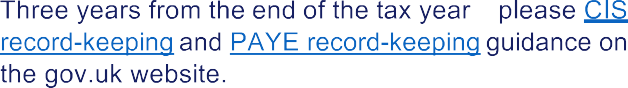 Three years from the end of the tax year please CIS
record-keeping and PAYE record-keeping guidance on
the gov.uk website.